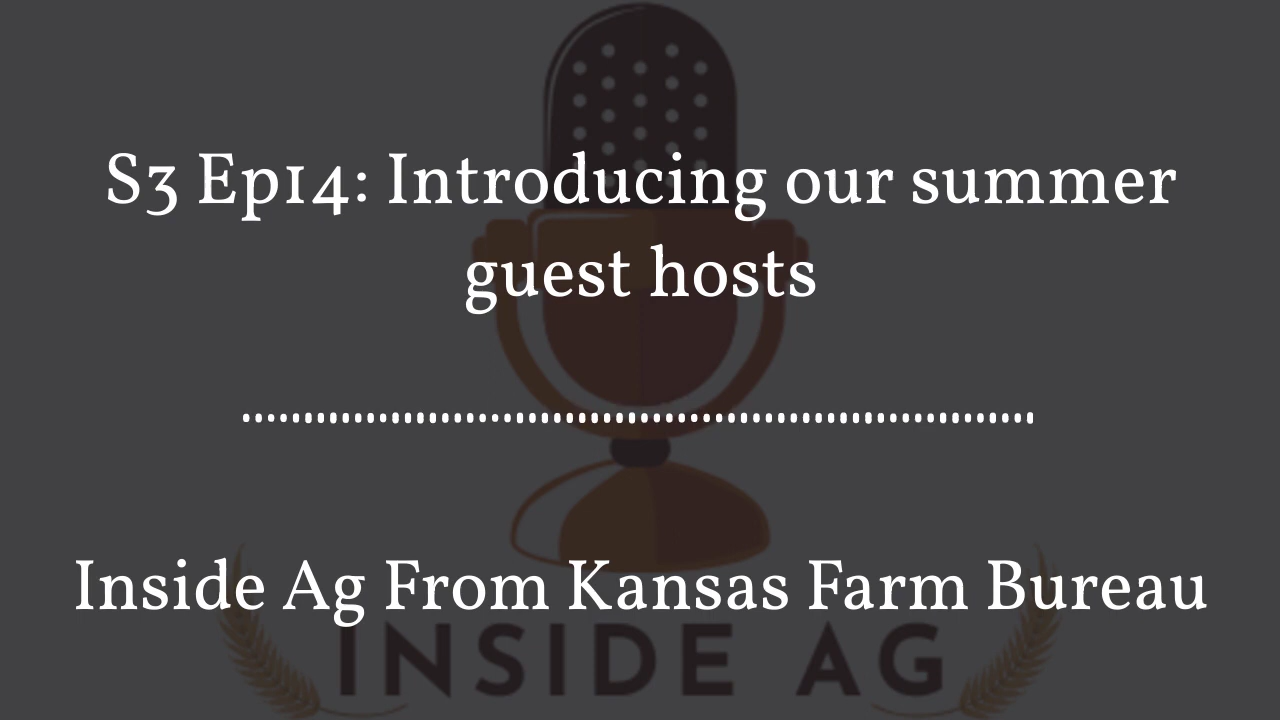 S3 Ep14: Introducing our summer
guest hosts
Inside Ag From Kansas Farm Bureau
INSIDE AG